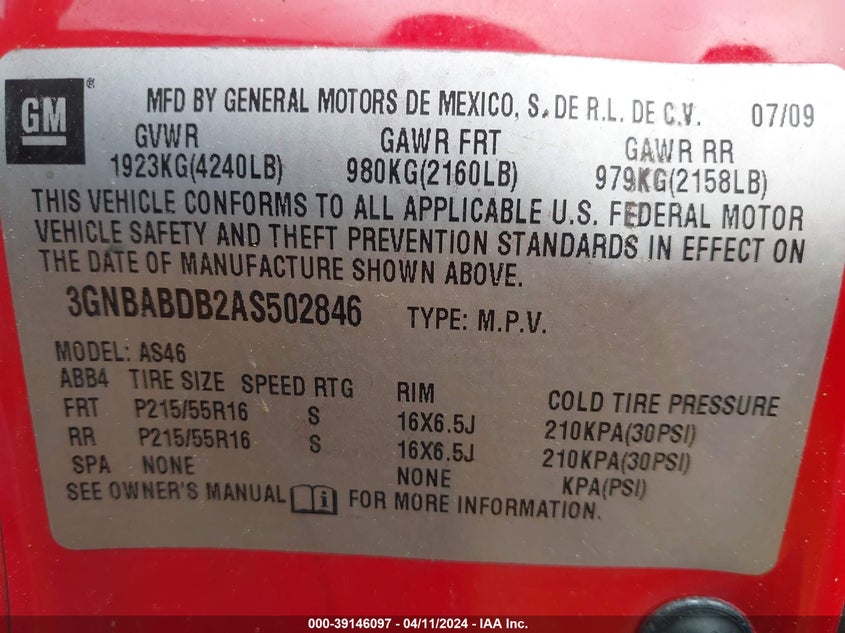 GM® MFD BY GENERAL MOTORS DE MEXICO, S. DE R.L. DE C.V. 07/09
GVWR GAWR FRT GAWR RR
1923KG(4240LB) 980KG(2160LB) 979KG(2158LB)
THIS VEHICLE CONFORMS TO ALL APPLICABLE U.S. FEDERAL MOTOR
VEHICLE SAFETY AND THEFT PREVENTION STANDARDS IN EFFECT ON
THE DATE OF MANUFACTURE SHOWN ABOVE.
3GNBABDB2AS502846 TYPE: M.P.V.
MODEL: AS46
ABB4 TIRE SIZE SPEED RTG RIM COLD TIRE PRESSURE
FRT P215/55R16 S 16X6.5J 210KPA(30PSI)
RR P215/55R16 S 16X6.5J 210KPA(30PSI)
SPA NONE NONE KPA(PSI)
SEE OWNER'S MANUAL FOR MORE INFORMATION.
000-39146097 - 04/11/2024 - IAA Inc.